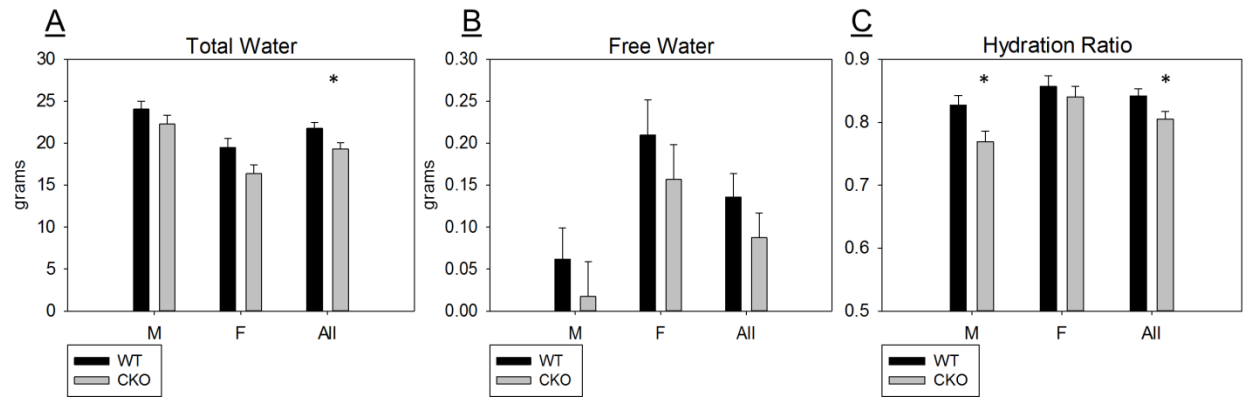 A
Total Water
30
25
20
15
10
5
0
grams
*
M F All
WT
CKO
B
Free Water
0.30
0.25
0.20
0.15
0.10
0.05
0.00
grams
M F All
WT
CKO
C
Hydration Ratio
0.9
0.8
0.7
0.6
0.5
* *
M F All
WT
CKO